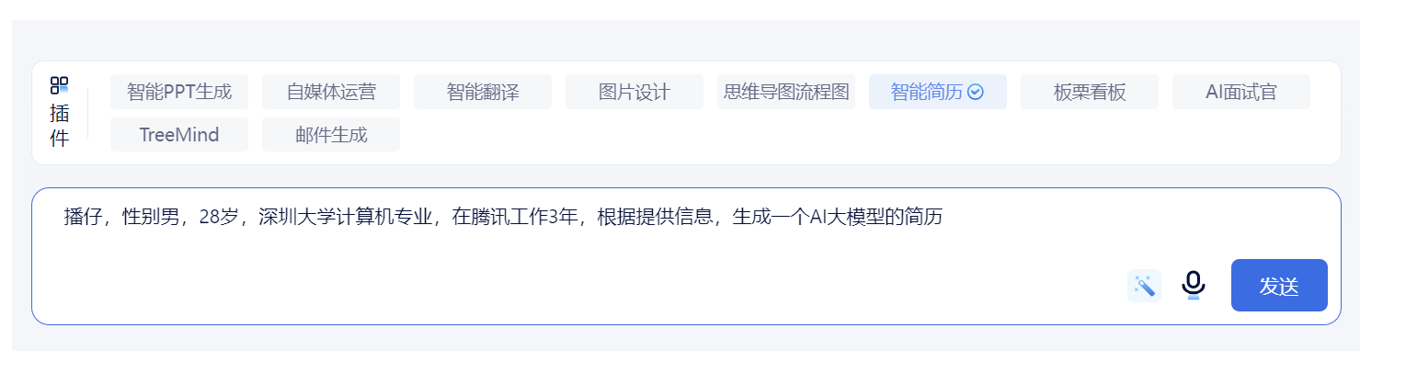 插件
智能PPT生成 自媒体运营 智能翻译 图片设计 思维导图流程图 智能简历 板栗看板 AI面试官
TreeMind 邮件生成
播仔，性别男，28岁，深圳大学计算机专业，在腾讯工作3年，根据提供信息，生成一个AI大模型的简历
发送